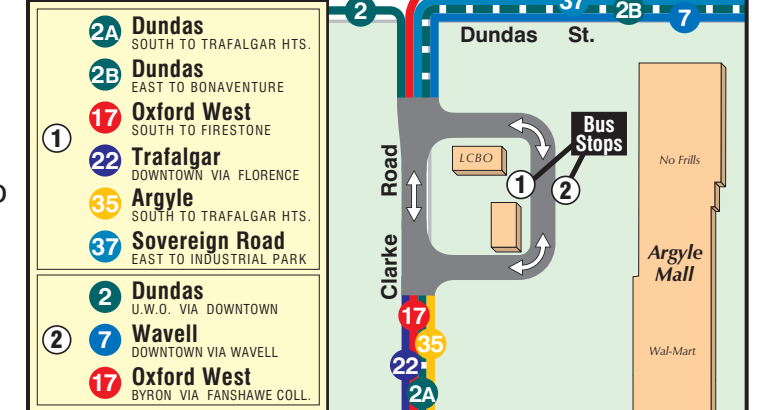 1
2A Dundas
SOUTH TO TRAFALGAR HTS.
2B Dundas
EAST TO BONAVENTURE
17 Oxford West
SOUTH TO FIRESTONE
22 Trafalgar
DOWNTOWN VIA FLORENCE
35 Argyle
SOUTH TO TRAFALGAR HTS.
37 Sovereign Road
EAST TO INDUSTRIAL PARK
2
2 Dundas
U.W.O. VIA DOWNTOWN
7 Wavell
DOWNTOWN VIA WAVELL
17 Oxford West
BYRON VIA FANSHAWE COLL.
2
37
2B
7
Dundas St.
Clarke Road
LCBO
Bus
Stops
1
2
No Frills
Argyle
Mall
Wal-Mart
17
35
22
2A